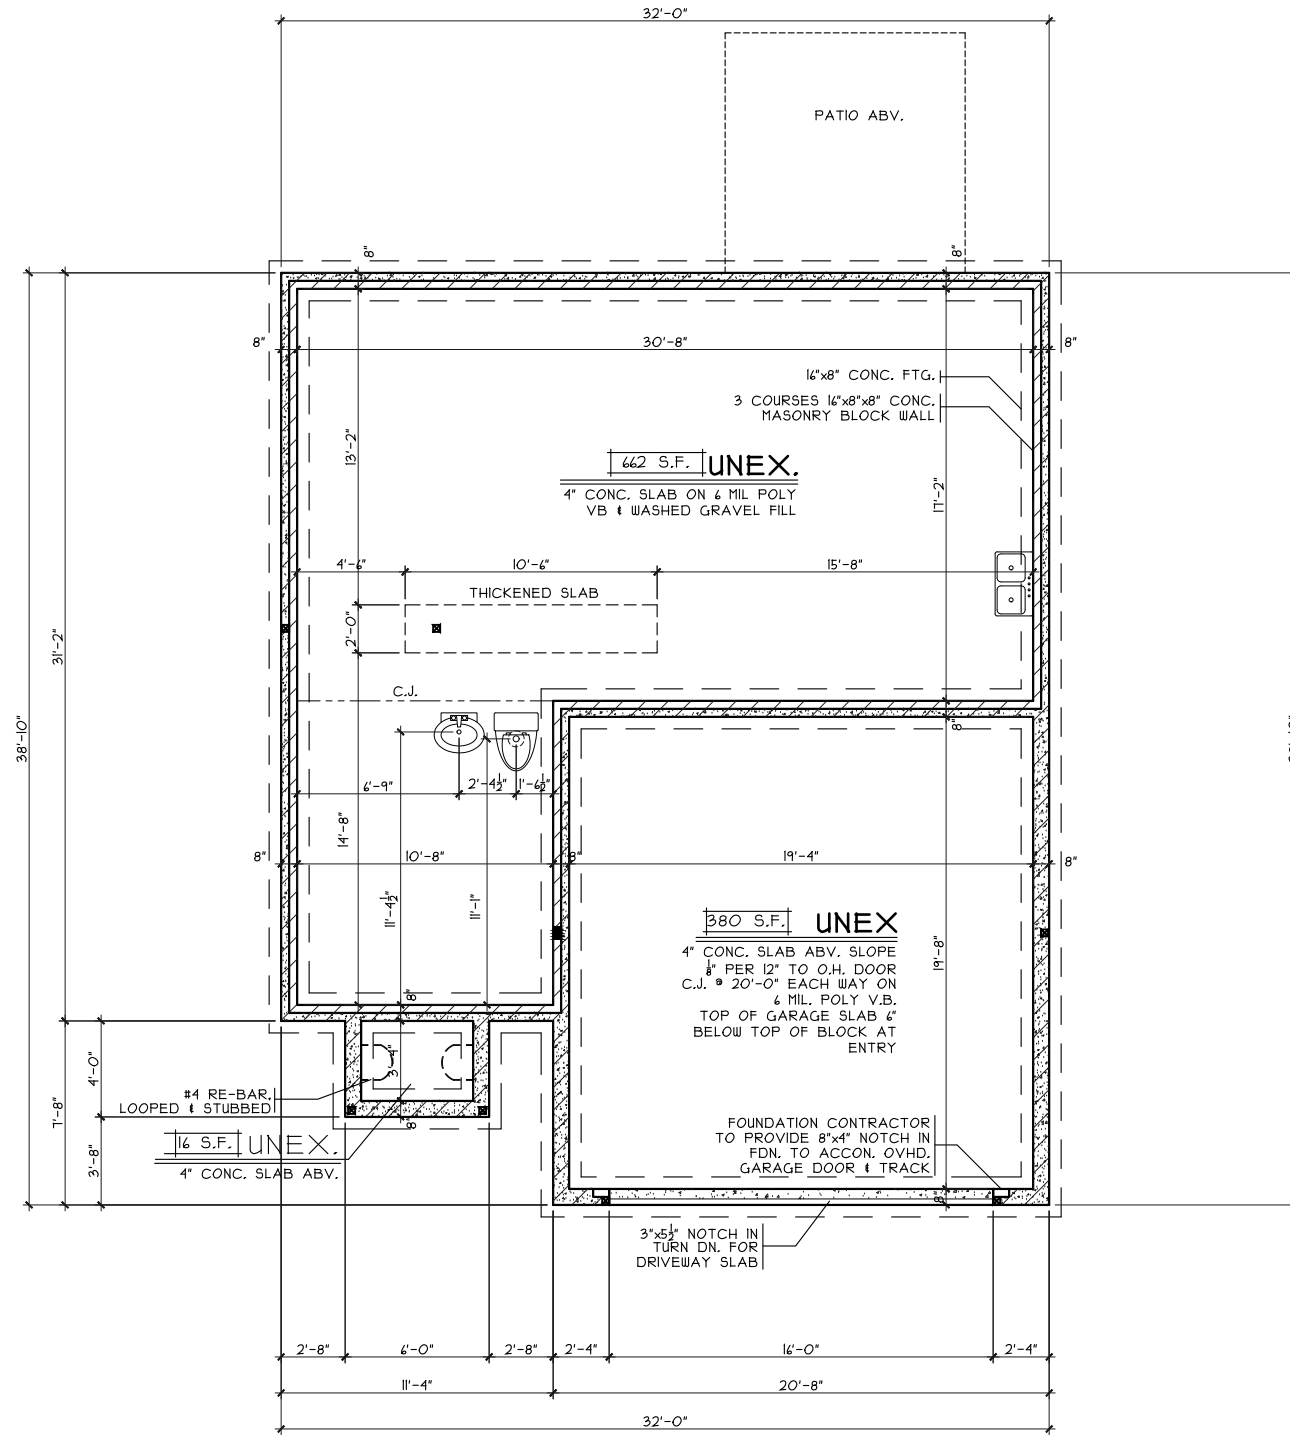 32'-0"
PATIO ABV.
8"
8"
8"
30'-8"
8"
16"x8" CONC. FTG.
3 COURSES 16"x8"x8" CONC.
MASONRY BLOCK WALL
13'-2"
662 S.F. UNEX.
4" CONC. SLAB ON 6 MIL POLY
VB & WASHED GRAVEL FILL
17'-2"
4'-6"
10'-6"
15'-8"
THICKENED SLAB
2'-0"
31'-2"
38'-10"
C.J.
8"
6'-9"
2'-4½"
1'-6½"
14'-8"
8"
10'-8"
8"
19'-4"
8"
11'-4½"
11'-1"
380 S.F. UNEX
4" CONC. SLAB ABV. SLOPE
⅛" PER 12" TO O.H. DOOR
C.J. @ 20'-0" EACH WAY ON
6 MIL. POLY V.B.
TOP OF GARAGE SLAB 6"
BELOW TOP OF BLOCK AT
ENTRY
19'-8"
8"
4'-0"
3'-4"
#4 RE-BAR.
LOOPED & STUBBED
7'-8"
8"
16 S.F. UNEX.
4" CONC. SLAB ABV.
3'-8"
FOUNDATION CONTRACTOR
TO PROVIDE 8"x4" NOTCH IN
FDN. TO ACCON. OVHD.
GARAGE DOOR & TRACK
8"
3"x5½" NOTCH IN
TURN DN. FOR
DRIVEWAY SLAB
2'-8"
6'-0"
2'-8"
2'-4"
16'-0"
2'-4"
11'-4"
20'-8"
32'-0"